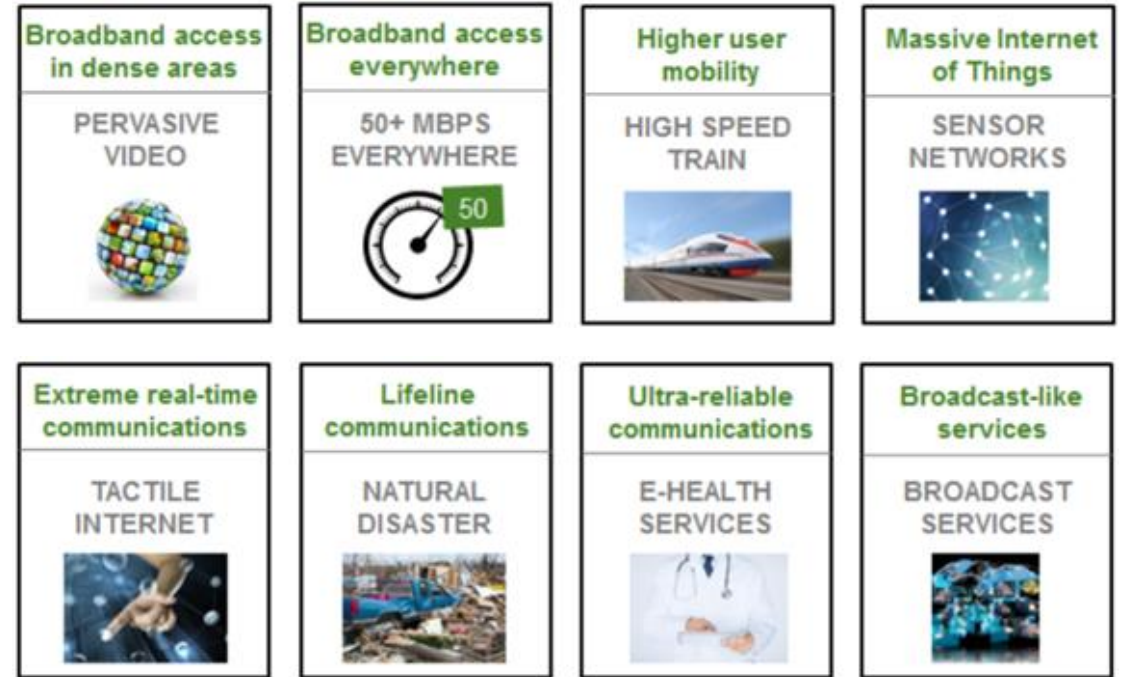 Broadband access
in dense areas
PERVASIVE
VIDEO
Broadband access
everywhere
50+ MBPS
EVERYWHERE
50
Higher user
mobility
HIGH SPEED
TRAIN
Massive Internet
of Things
SENSOR
NETWORKS
Extreme real-time
communications
TACTILE
INTERNET
Lifeline
communications
NATURAL
DISASTER
Ultra-reliable
communications
E-HEALTH
SERVICES
Broadcast-like
services
BROADCAST
SERVICES